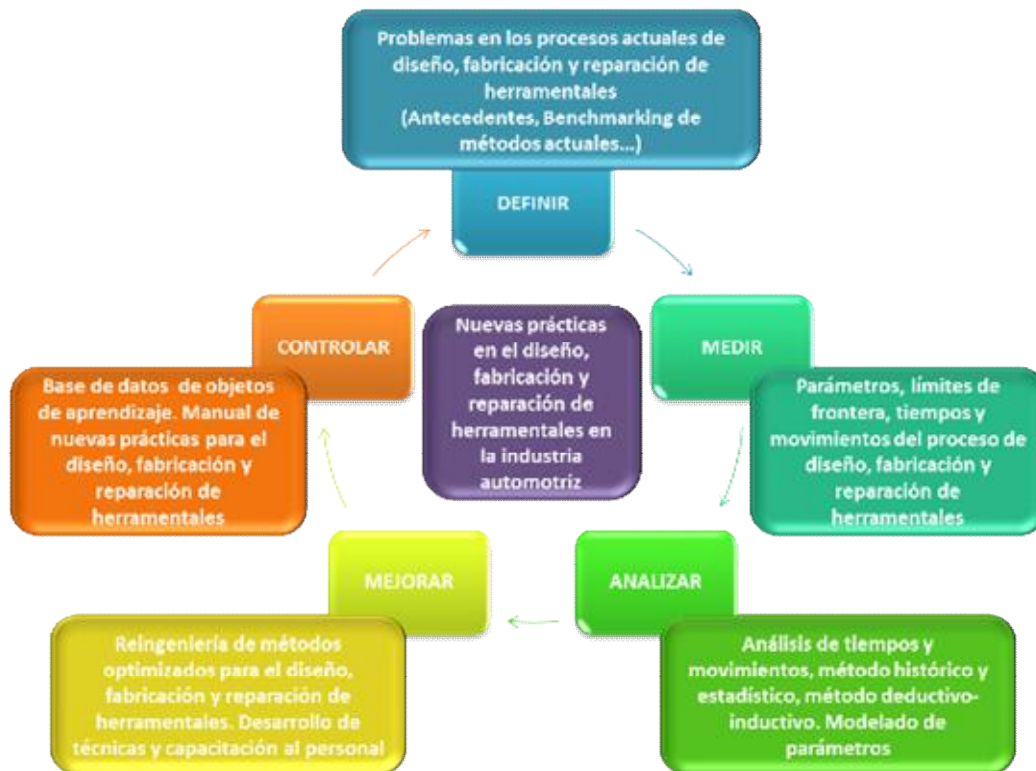 Problemas en los procesos actuales de
diseño, fabricación y reparación de
herramentales
(Antecedentes, Benchmarking de
métodos actuales...)
DEFINIR
MEDIR
Parámetros, límites de
frontera, tiempos y
movimientos del proceso de
diseño, fabricación y
reparación de
herramentales
ANALIZAR
Análisis de tiempos y
movimientos, método histórico y
estadístico, método deductivo-
inductivo. Modelado de
parámetros
MEJORAR
Reingeniería de métodos
optimizados para el diseño,
fabricación y reparación de
herramentales. Desarrollo de
técnicas y capacitación al personal
CONTROLAR
Base de datos de objetos
de aprendizaje. Manual de
nuevas prácticas para el
diseño, fabricación y
reparación de
herramentales
Nuevas prácticas
en el diseño,
fabricación y
reparación de
herramentales en
la industria
automotriz